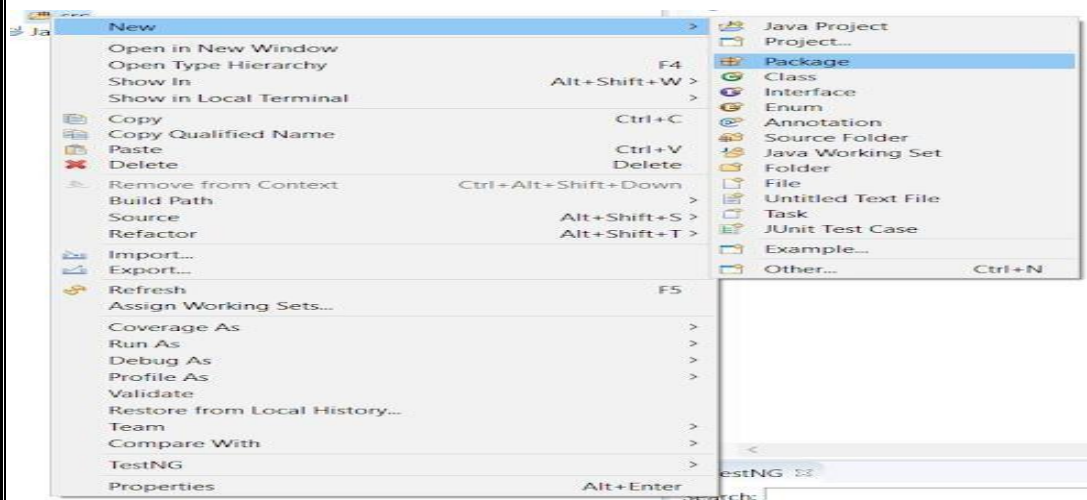 src
Ja
New >
Open in New Window
Open Type Hierarchy F4
Show In Alt+Shift+W >
Show in Local Terminal >
Copy Ctrl+C
Copy Qualified Name
Paste Ctrl+V
Delete Delete
Remove from Context Ctrl+Alt+Shift+Down
Build Path >
Source Alt+Shift+S >
Refactor Alt+Shift+T >
Import...
Export...
Refresh F5
Assign Working Sets...
Coverage As >
Run As >
Debug As >
Profile As >
Validate
Restore from Local History...
Team >
Compare With >
TestNG >
Properties Alt+Enter
Java Project
Project...
Package
Class
Interface
Enum
Annotation
Source Folder
Java Working Set
Folder
File
Untitled Text File
Task
JUnit Test Case
Example...
Other... Ctrl+N
estNG